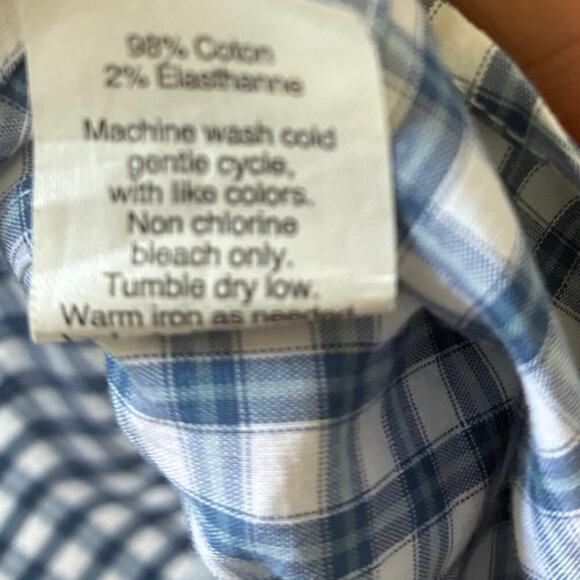 98% Coton
2% Élasthanne
Machine wash cold
gentle cycle,
with like colors.
Non chlorine
bleach only.
Tumble dry low.
Warm iron as needed